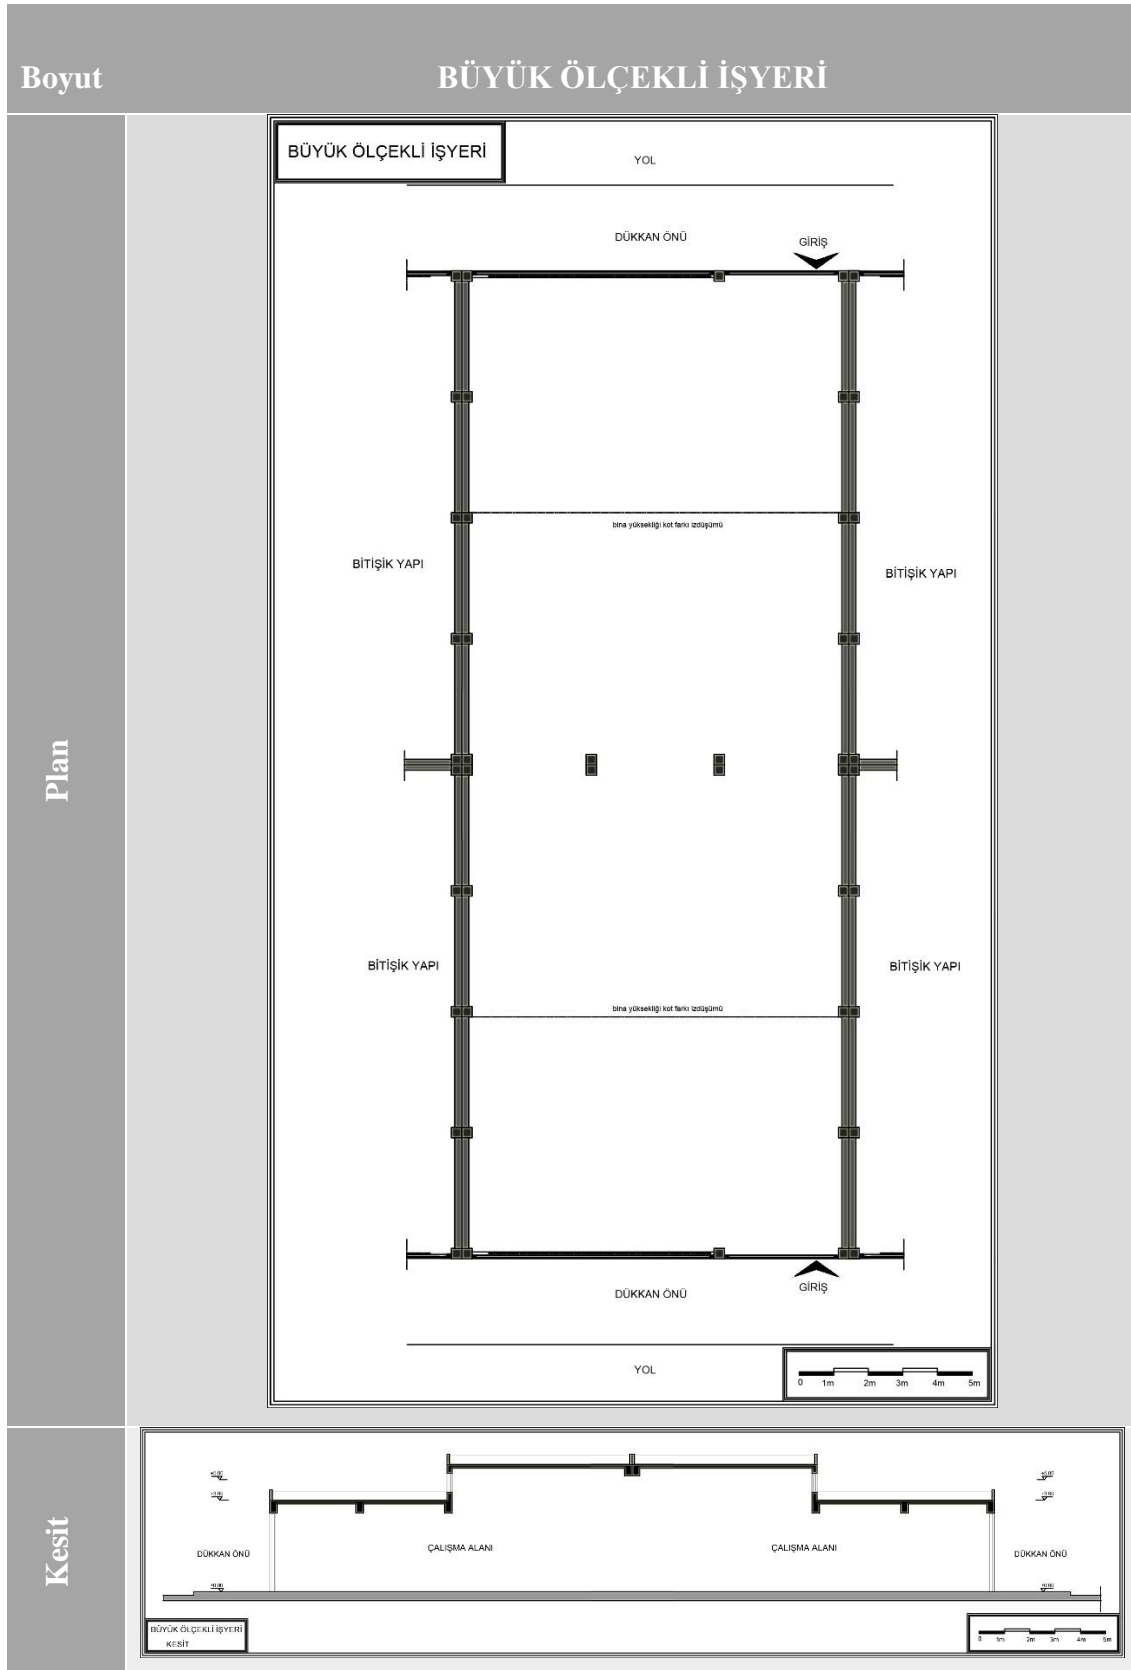 Boyut
BÜYÜK ÖLÇEKLİ İŞYERİ
Plan
BÜYÜK ÖLÇEKLİ İŞYERİ
YOL
DÜKKAN ÖNÜ
GİRİŞ
bina yüksekliği kot farkı izdüşümü
BİTİŞİK YAPI
BİTİŞİK YAPI
BİTİŞİK YAPI
BİTİŞİK YAPI
bina yüksekliği kot farkı izdüşümü
DÜKKAN ÖNÜ
GİRİŞ
YOL
0 1m 2m 3m 4m 5m
Kesit
ÇALIŞMA ALANI
ÇALIŞMA ALANI
DÜKKAN ÖNÜ
DÜKKAN ÖNÜ
BÜYÜK ÖLÇEKLİ İŞYERİ
KESİT
0 1m 2m 3m 4m 5m